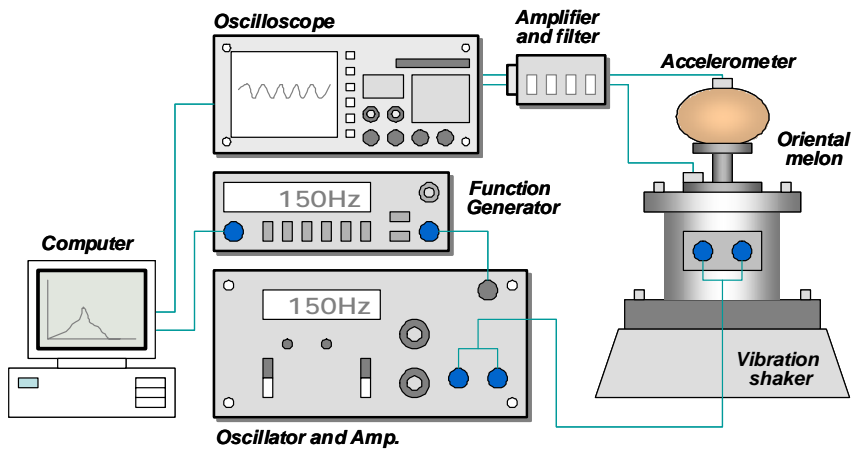 Oscilloscope
Amplifier
and filter
Accelerometer
Oriental
melon
150Hz
Function
Generator
Computer
150Hz
Vibration
shaker
Oscillator and Amp.